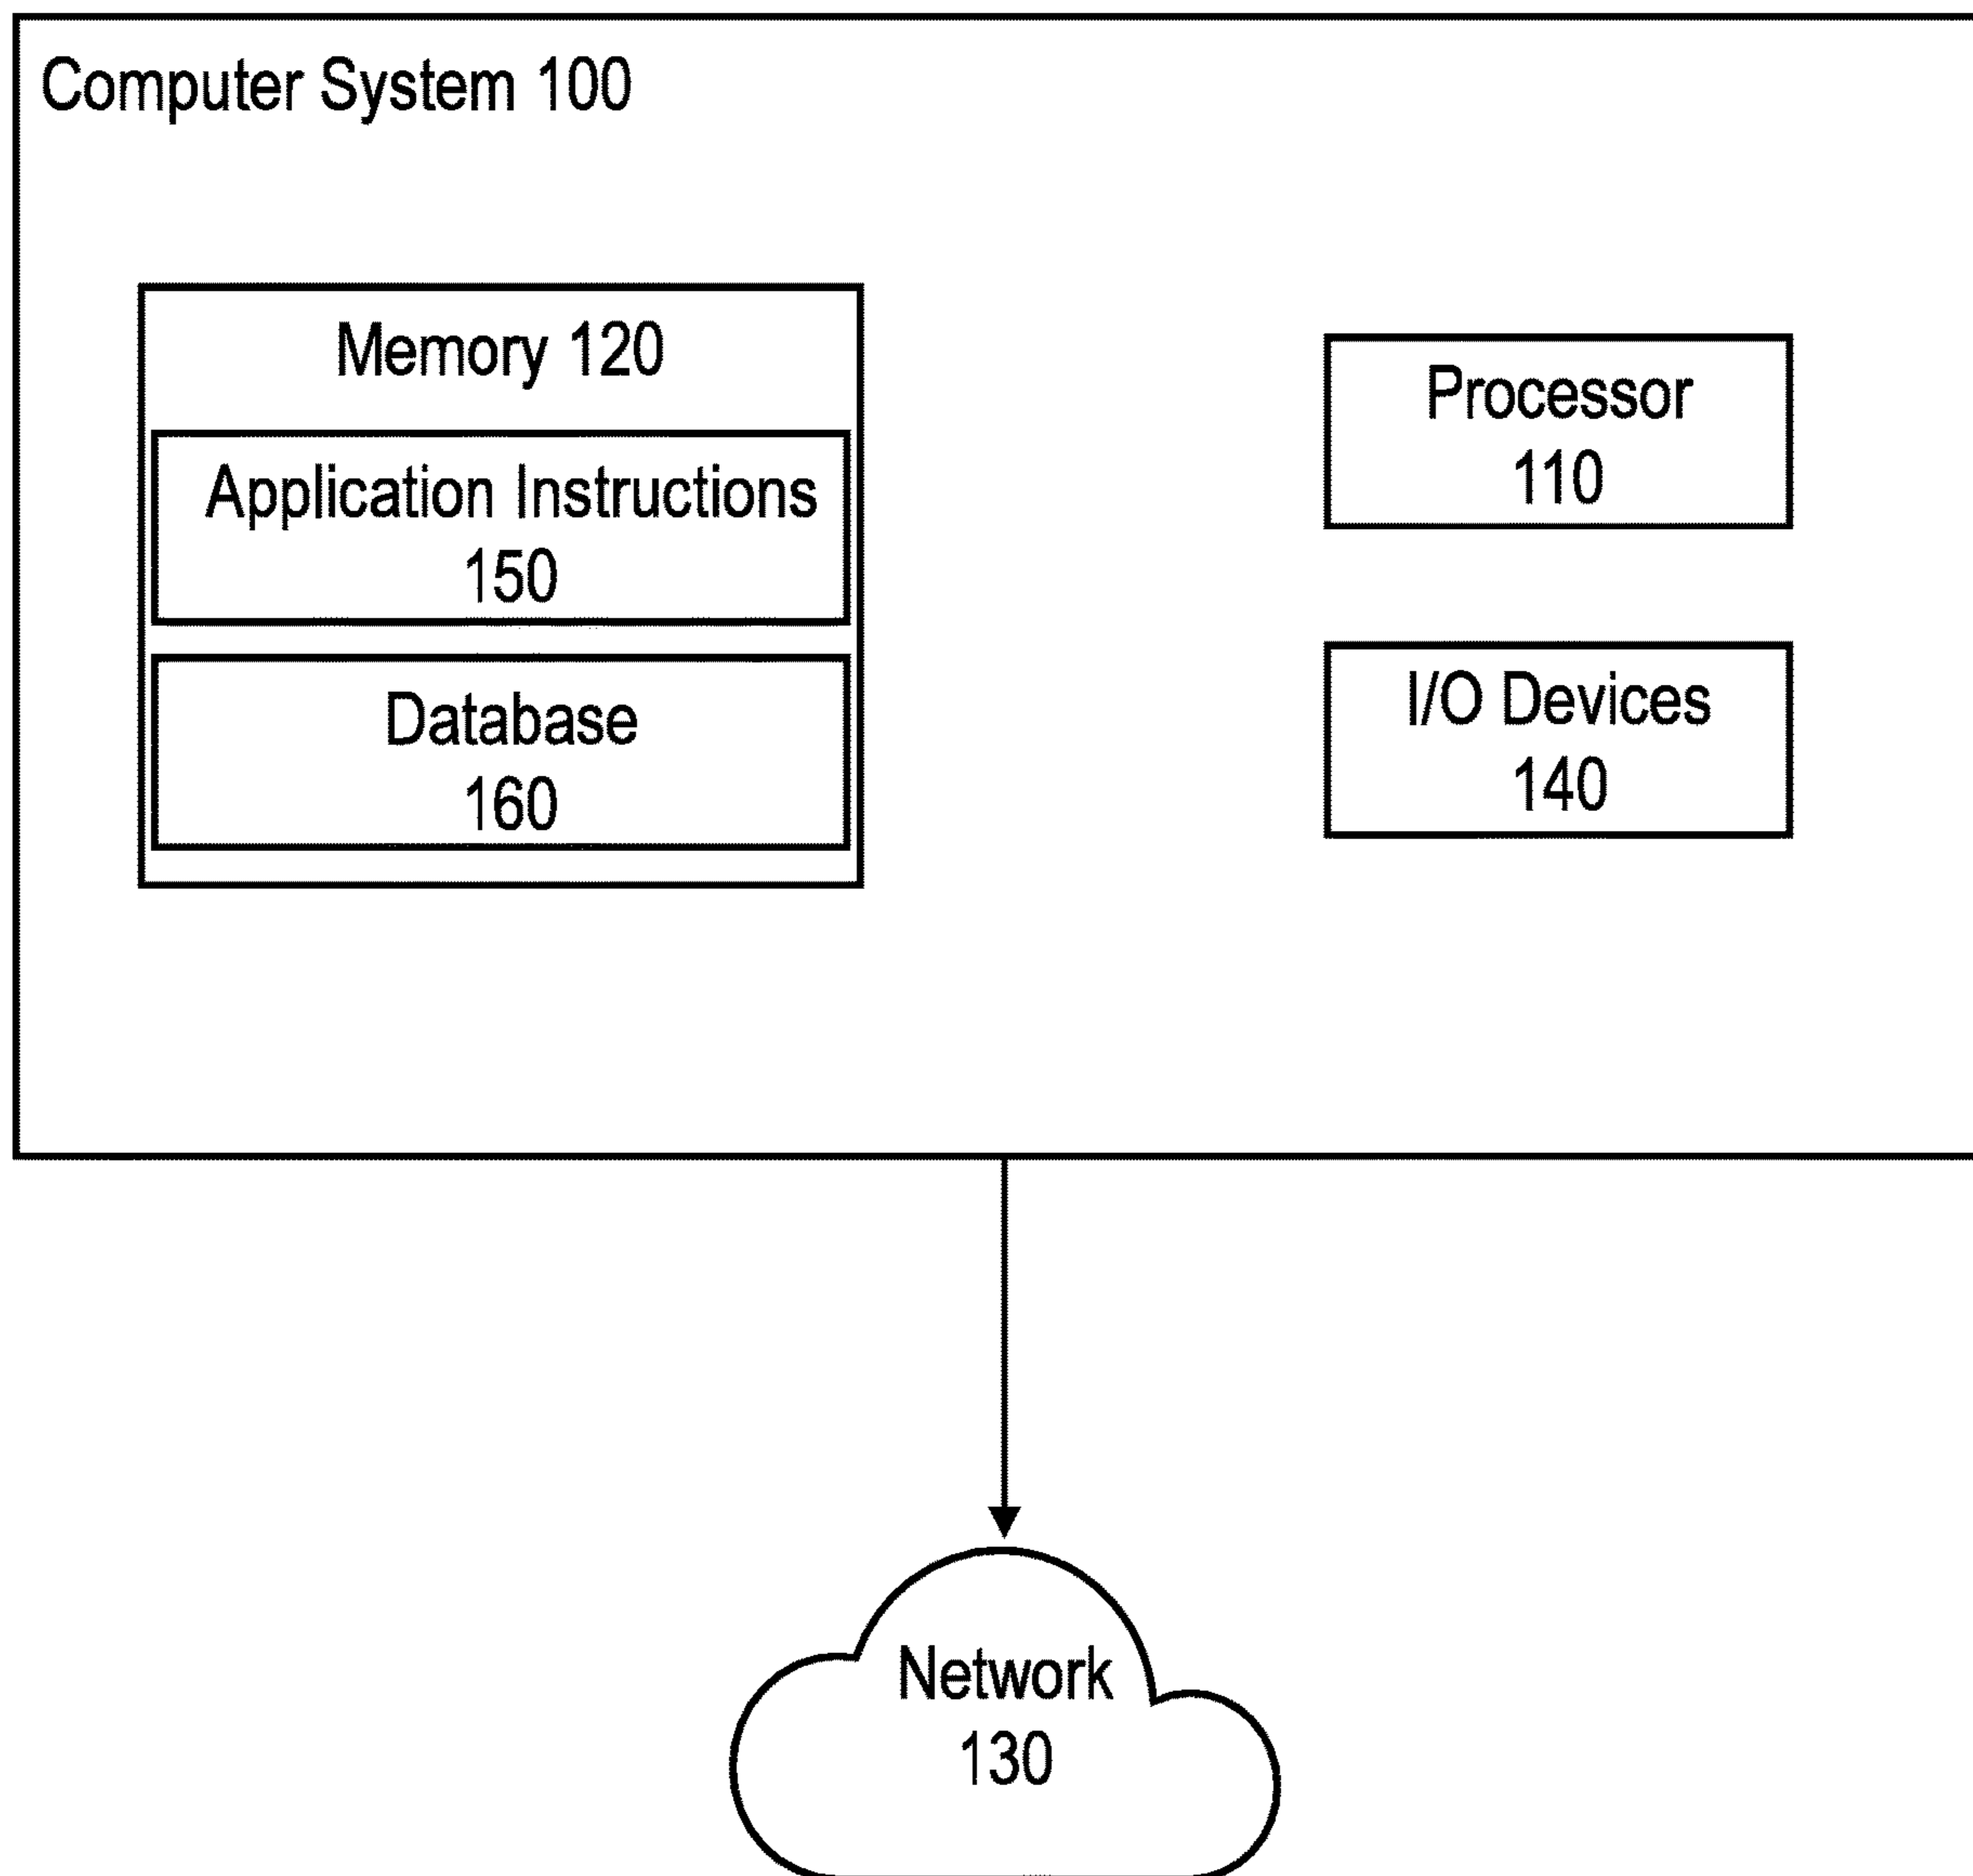 Computer System 100
Memory 120
Application Instructions
150
Database
160
Processor
110
I/O Devices
140
Network
130